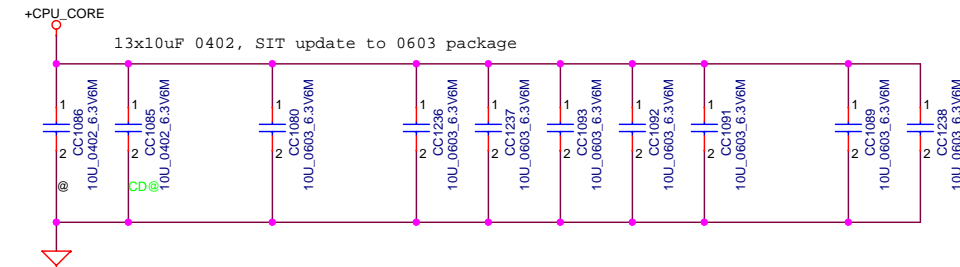 +CPU_CORE
13x10uF 0402, SIT update to 0603 package
1
2
CC1086
10U_0402_6.3V6M
@
1
2
CC1085
10U_0402_6.3V6M
CD@
1
2
CC1080
10U_0603_6.3V6M
1
2
CC1236
10U_0603_6.3V6M
1
2
CC1237
10U_0603_6.3V6M
1
2
CC1093
10U_0603_6.3V6M
1
2
CC1092
10U_0603_6.3V6M
1
2
CC1091
10U_0603_6.3V6M
1
2
CC1089
10U_0603_6.3V6M
1
2
CC1238
10U_0603_6.3V6M